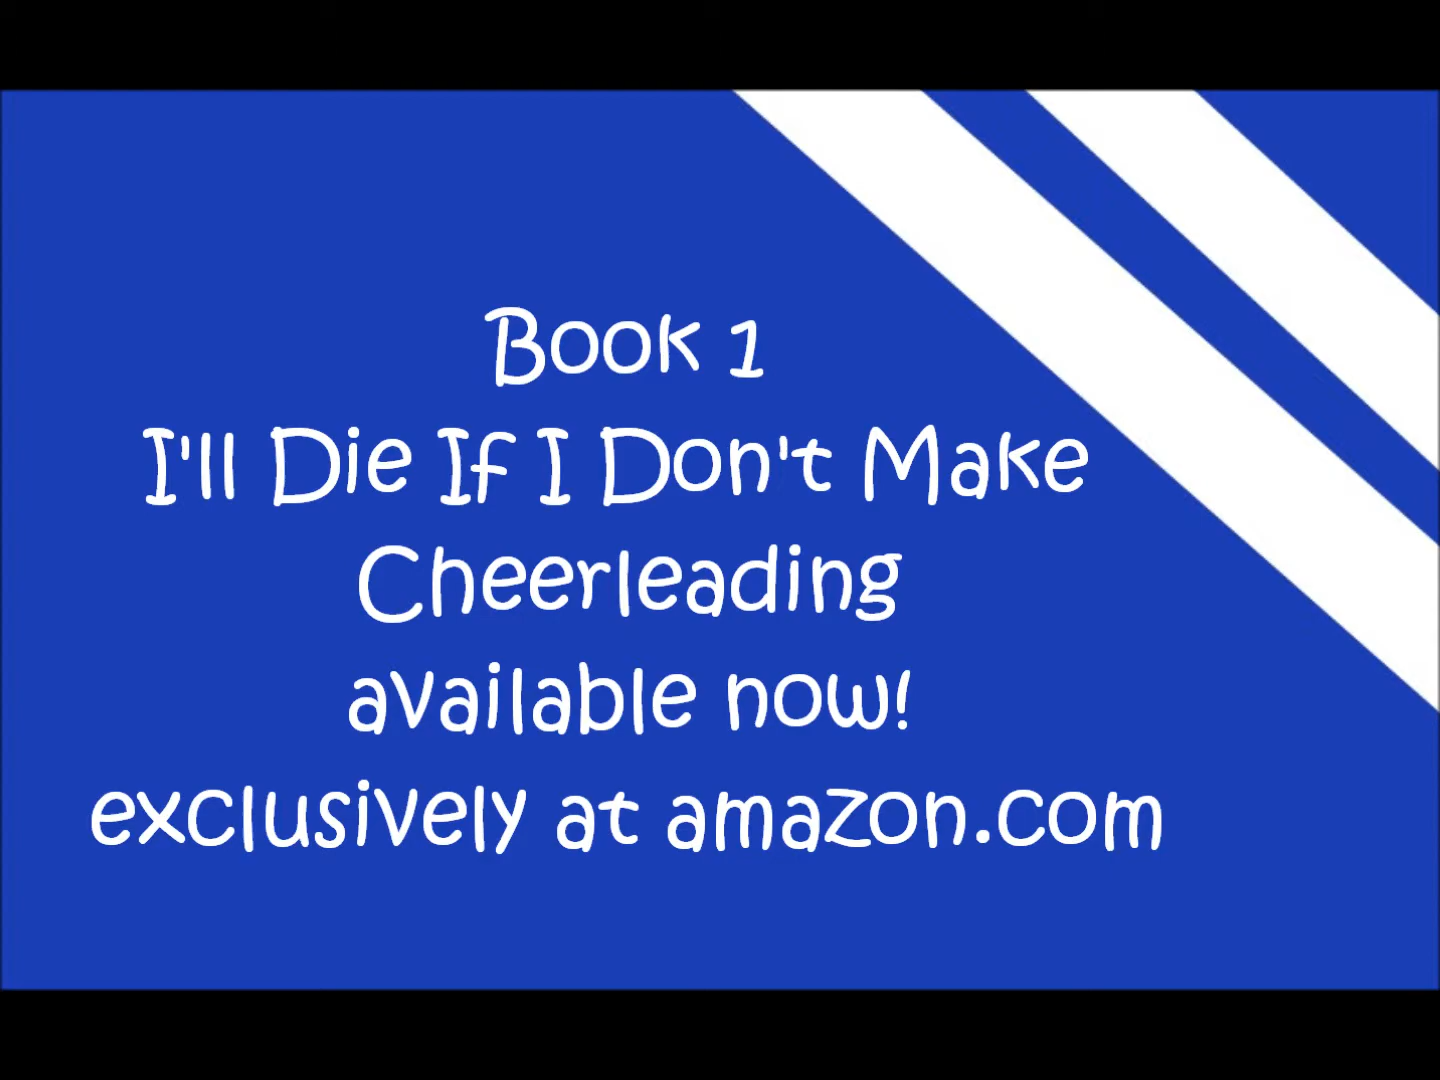 Book 1
I'll Die If I Don't Make
Cheerleading
available now!
exclusively at amazon.com